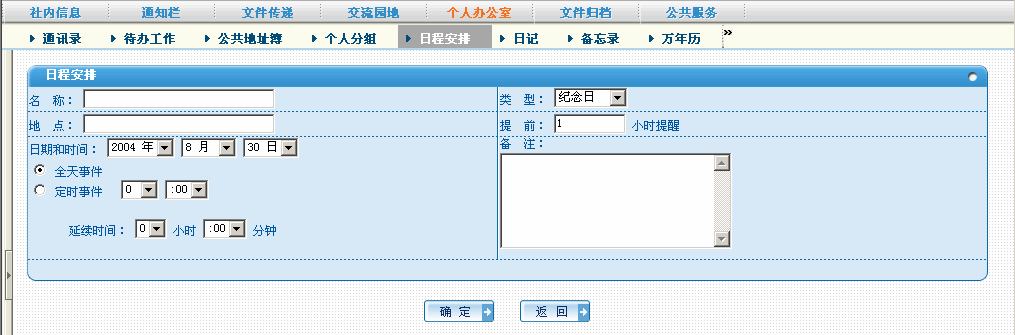 社内信息 通知栏 文件传递 交流园地 个人办公室 文件归档 公共服务
通讯录 待办工作 公共地址簿 个人分组 日程安排 日记 备忘录 万年历 »
日程安排
名 称： 类 型： 纪念日
地 点： 提 前： 1 小时提醒
日期和时间： 2004 年 8 月 30 日 备 注：
全天事件
定时事件 0 :00
延续时间： 0 小时 :00 分钟
确 定 返 回